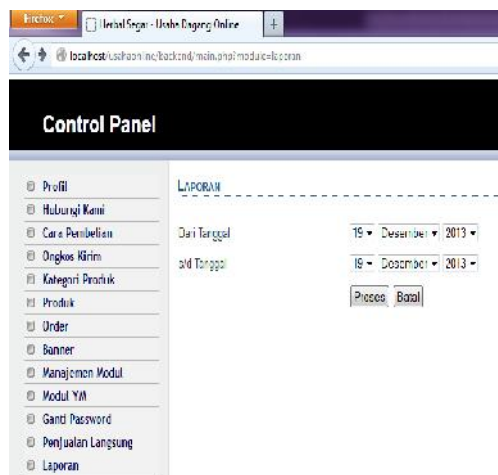 Firefox
Herbal Segar - Usaha Dagang Online
localhost/usahaonline/backend/main.php?module=laporan
Control Panel
Profil
Hubungi Kami
Cara Pembelian
Ongkos Kirim
Kategori Produk
Produk
Order
Banner
Manajemen Modul
Modul YM
Ganti Password
Penjualan Langsung
Laporan
LAPORAN
Dari Tanggal 19 Desember 2013
s/d Tanggal 19 Desember 2013
Proses Batal